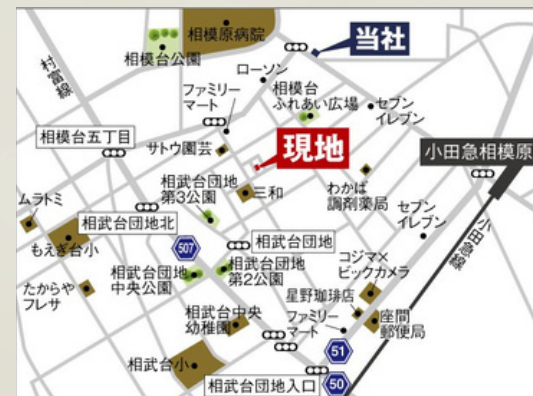 相模原病院
当社
相模台公園
村富線
ローソン
ファミリー
マート
相模台
ふれあい広場
セブン
イレブン
相模台五丁目
サトウ園芸
現地
小田急相模原
相武台団地
第3公園
三和
わかば
調剤薬局
ムラトミ
相武台団地北
もえぎ台小
507
相武台団地
セブン
イレブン
小田急線
たからや
フレサ
相武台団地
中央公園
相武台団地
第2公園
コジマ×
ビックカメラ
星野珈琲店
相武台中央
幼稚園
ファミリー
マート
座間
郵便局
51
相武台小
相武台団地入口
50